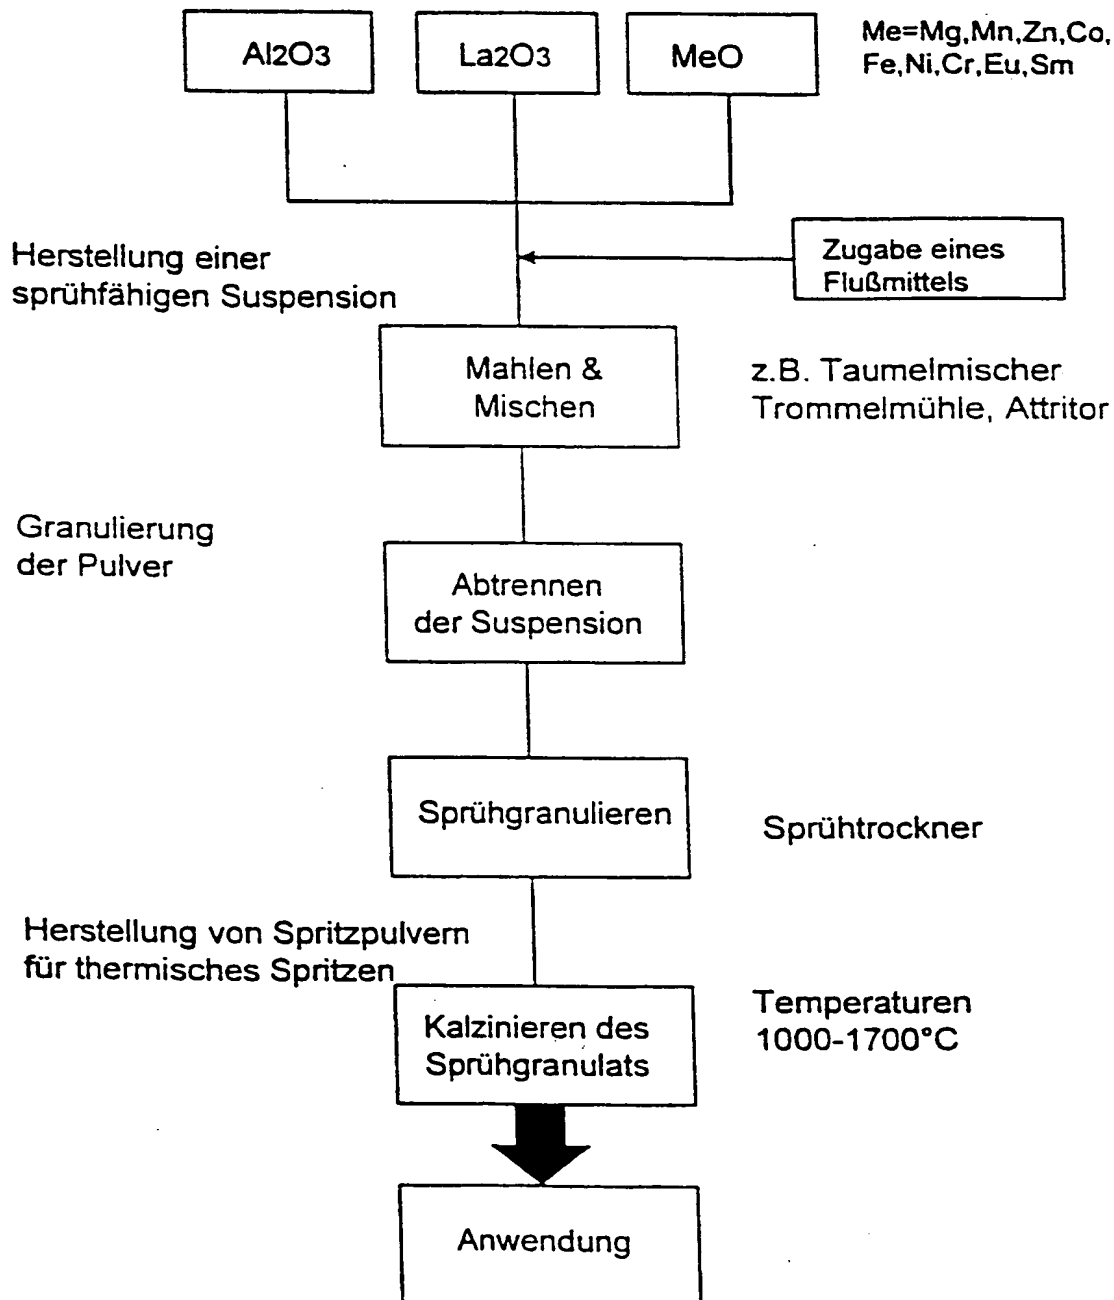 Al2O3
La2O3
MeO
Me=Mg,Mn,Zn,Co,
Fe,Ni,Cr,Eu,Sm
Herstellung einer
sprühfähigen Suspension
Zugabe eines
Flußmittels
Mahlen &
Mischen
z.B. Taumelmischer
Trommelmühle, Attritor
Granulierung
der Pulver
Abtrennen
der Suspension
Sprühgranulieren
Sprühtrockner
Herstellung von Spritzpulvern
für thermisches Spritzen
Kalzinieren des
Sprühgranulats
Temperaturen
1000-1700°C
Anwendung